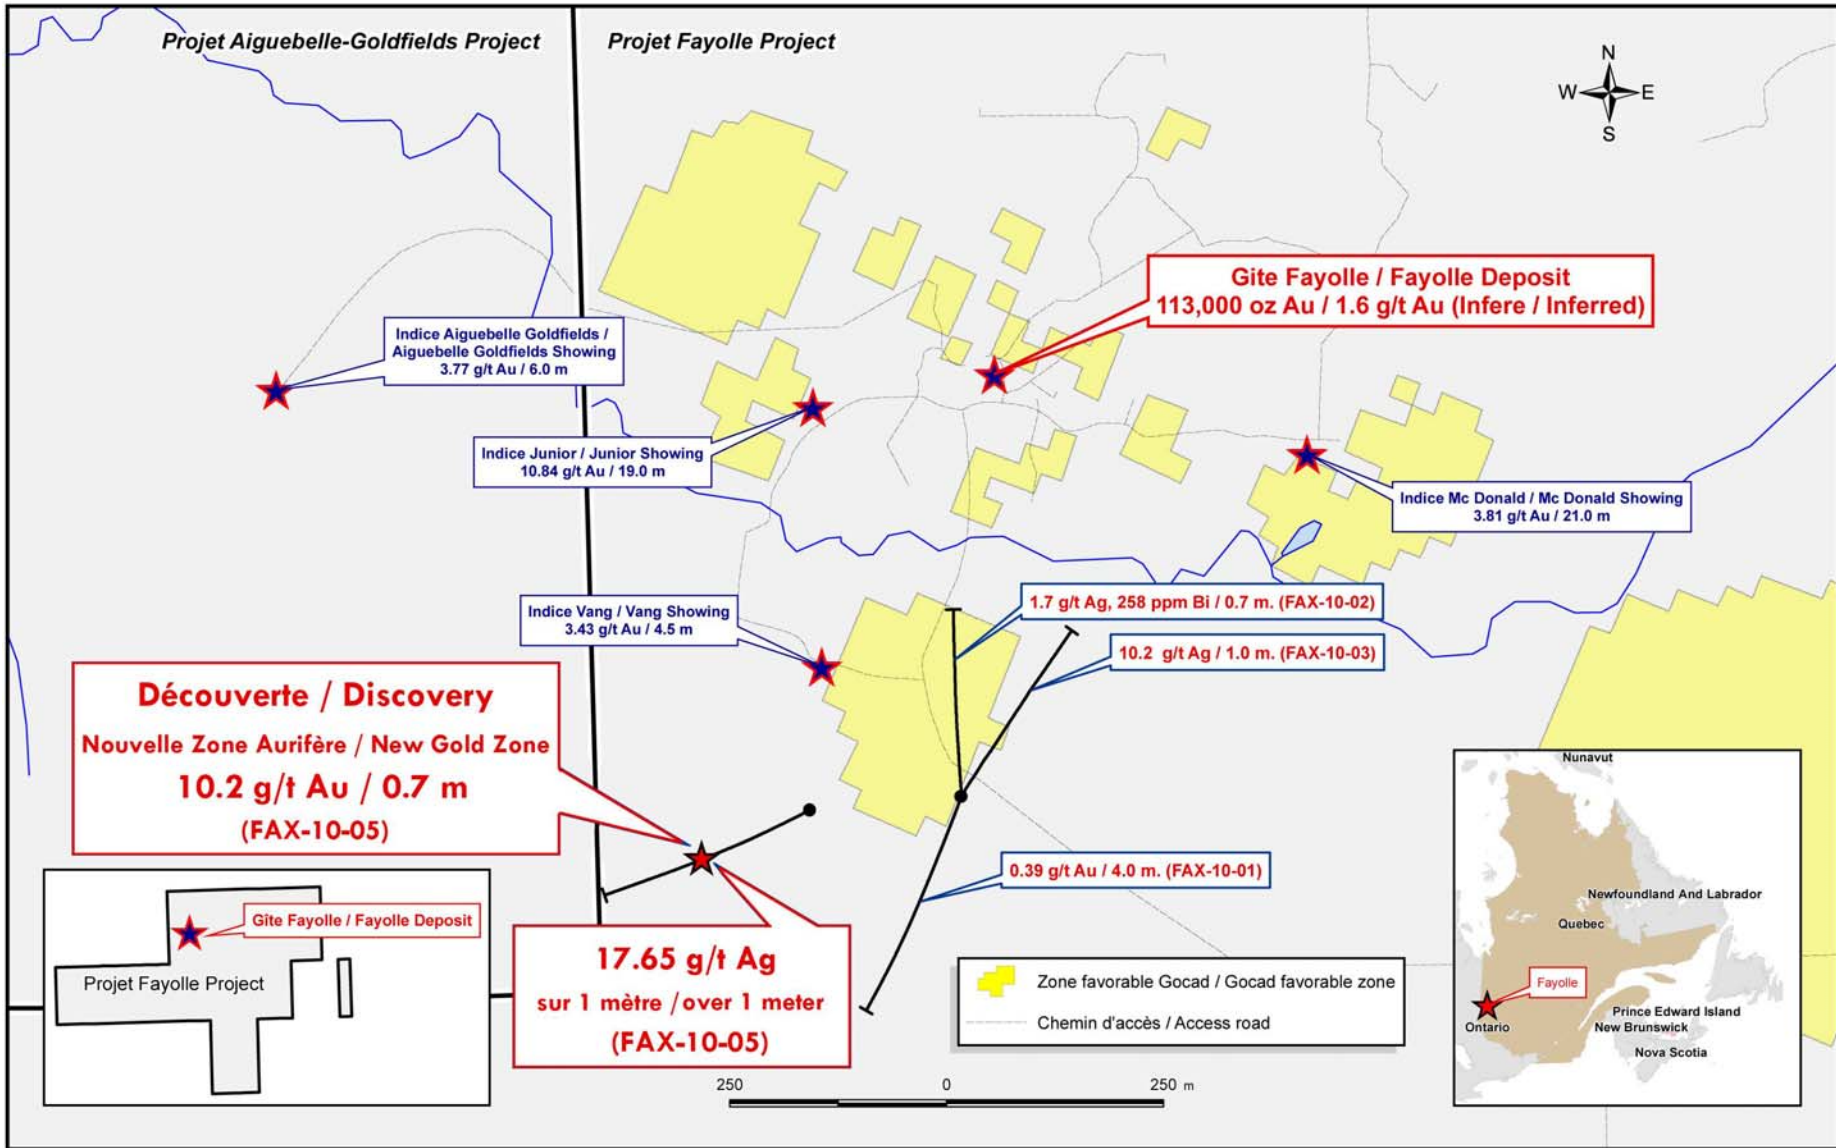 Projet Aiguebelle-Goldfields Project
Projet Fayolle Project
N
W
E
S
Gite Fayolle / Fayolle Deposit
113,000 oz Au / 1.6 g/t Au (Infere / Inferred)
Indice Aiguebelle Goldfields /
Aiguebelle Goldfields Showing
3.77 g/t Au / 6.0 m
Indice Junior / Junior Showing
10.84 g/t Au / 19.0 m
Indice Mc Donald / Mc Donald Showing
3.81 g/t Au / 21.0 m
Indice Vang / Vang Showing
3.43 g/t Au / 4.5 m
1.7 g/t Ag, 258 ppm Bi / 0.7 m. (FAX-10-02)
10.2 g/t Ag / 1.0 m. (FAX-10-03)
Découverte / Discovery
Nouvelle Zone Aurifère / New Gold Zone
10.2 g/t Au / 0.7 m
(FAX-10-05)
0.39 g/t Au / 4.0 m. (FAX-10-01)
17.65 g/t Ag
sur 1 mètre / over 1 meter
(FAX-10-05)
Gîte Fayolle / Fayolle Deposit
Projet Fayolle Project
Zone favorable Gocad / Gocad favorable zone
Chemin d'accès / Access road
250
0
250 m
Nunavut
Newfoundland And Labrador
Quebec
Fayolle
Ontario
Prince Edward Island
New Brunswick
Nova Scotia